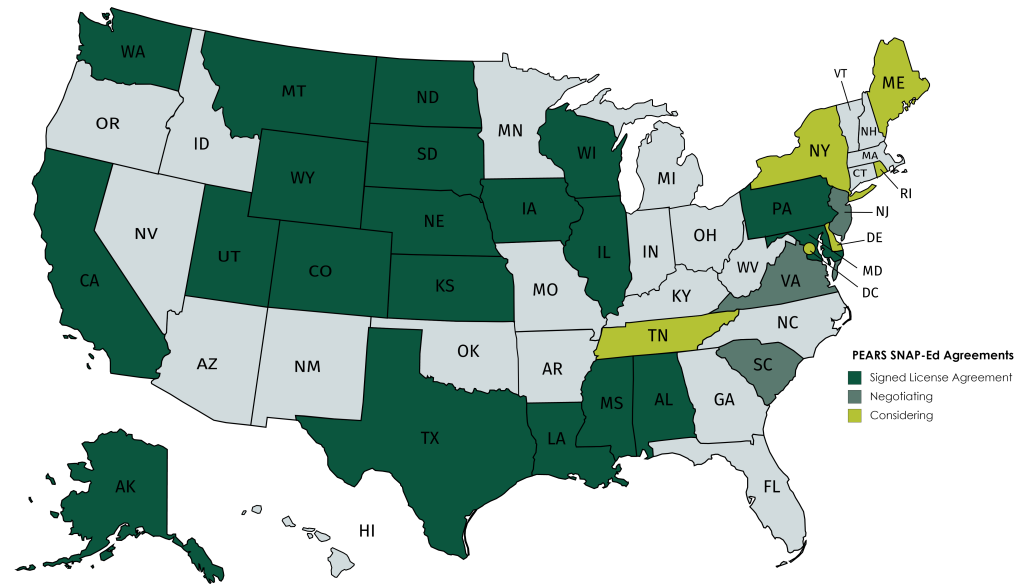 WA
MT
ND
MN
ME
VT
OR
ID
SD
WI
NY
NH
MA
MI
CT
RI
WY
NE
IA
PA
NJ
NV
UT
CO
IL
IN
OH
DE
CA
KS
MO
WV
VA
MD
KY
DC
AZ
NM
OK
AR
TN
NC
SC
PEARS SNAP-Ed Agreements
Signed License Agreement
Negotiating
Considering
TX
LA
MS
AL
GA
FL
AK
HI